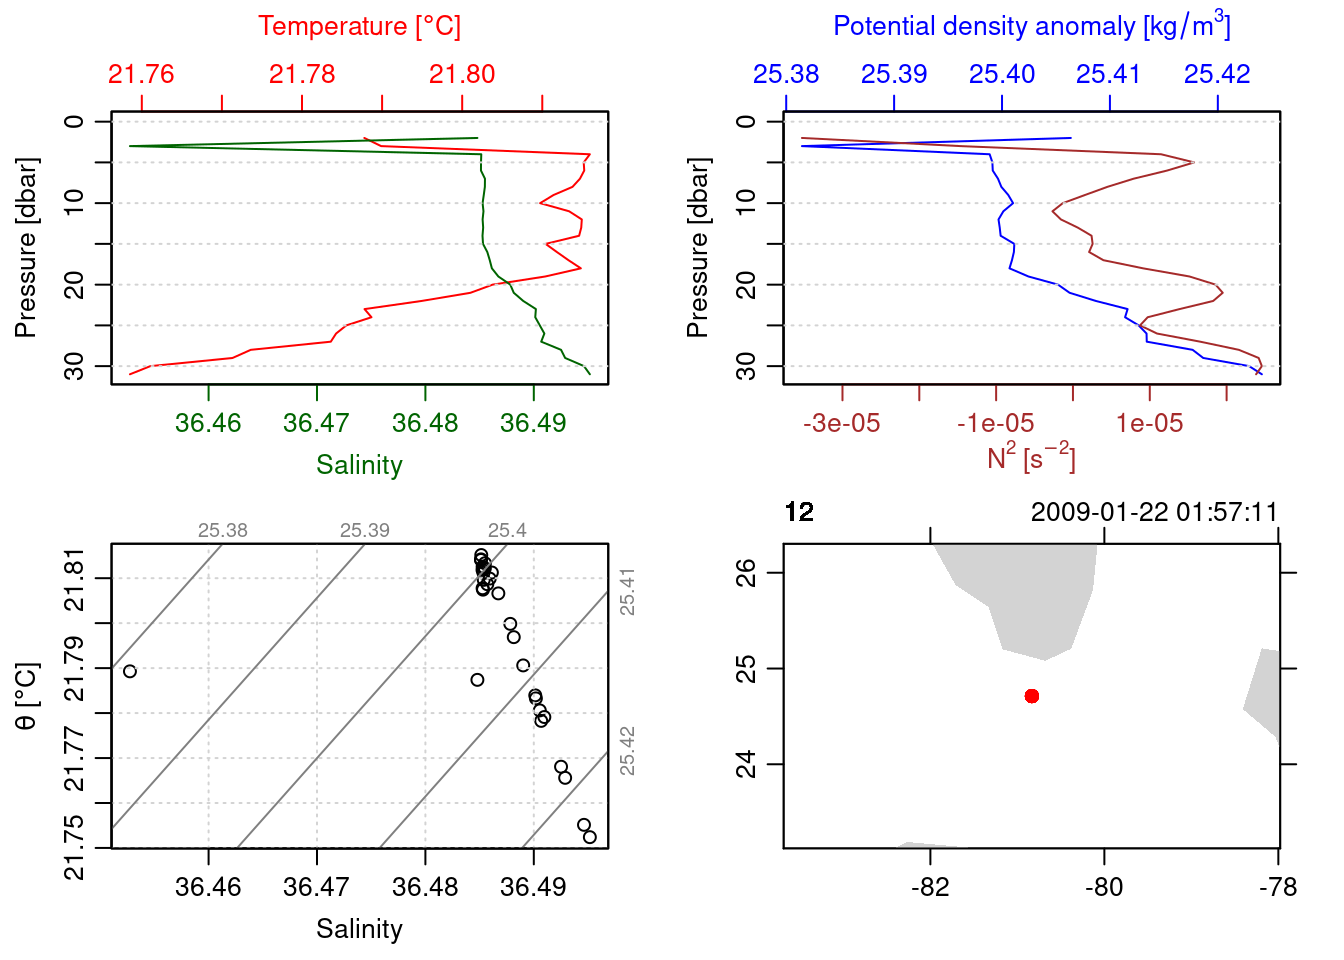 Temperature [°C]
21.76 21.78 21.80
0
10
20
30
Pressure [dbar]
36.46 36.47 36.48 36.49
Salinity
Potential density anomaly [kg/m³]
25.38 25.39 25.40 25.41 25.42
0
10
20
30
Pressure [dbar]
-3e-05 -1e-05 1e-05
N² [s⁻²]
25.38 25.39 25.4
25.41
25.42
21.81
21.79
21.77
21.75
θ [°C]
36.46 36.47 36.48 36.49
Salinity
12 2009-01-22 01:57:11
26
25
24
-82 -80 -78